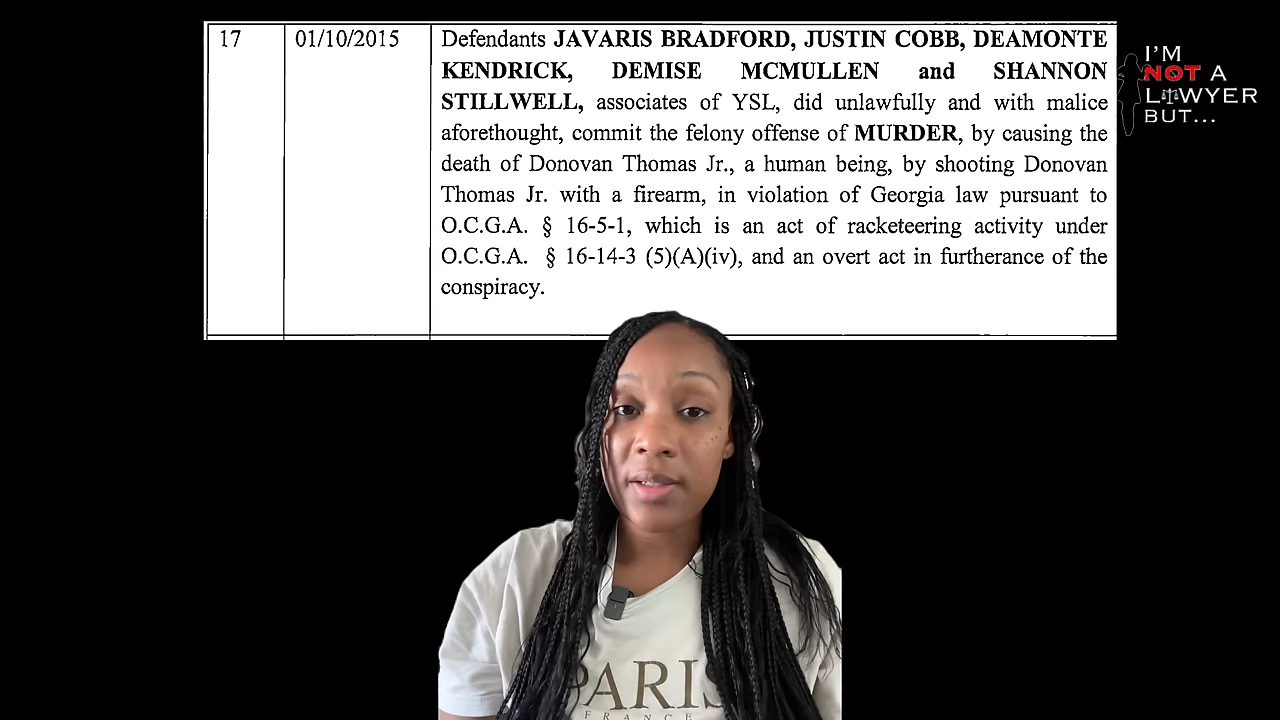 17 01/10/2015 Defendants JAVARIS BRADFORD, JUSTIN COBB, DEAMONTE
KENDRICK, DEMISE MCMULLEN and SHANNON
STILLWELL, associates of YSL, did unlawfully and with malice
aforethought, commit the felony offense of MURDER, by causing the
death of Donovan Thomas Jr., a human being, by shooting Donovan
Thomas Jr. with a firearm, in violation of Georgia law pursuant to
O.C.G.A. § 16-5-1, which is an act of racketeering activity under
O.C.G.A. § 16-14-3 (5)(A)(iv), and an overt act in furtherance of the
conspiracy.
I'M
NOT A
LAWYER
BUT...
PARIS
FRANCE